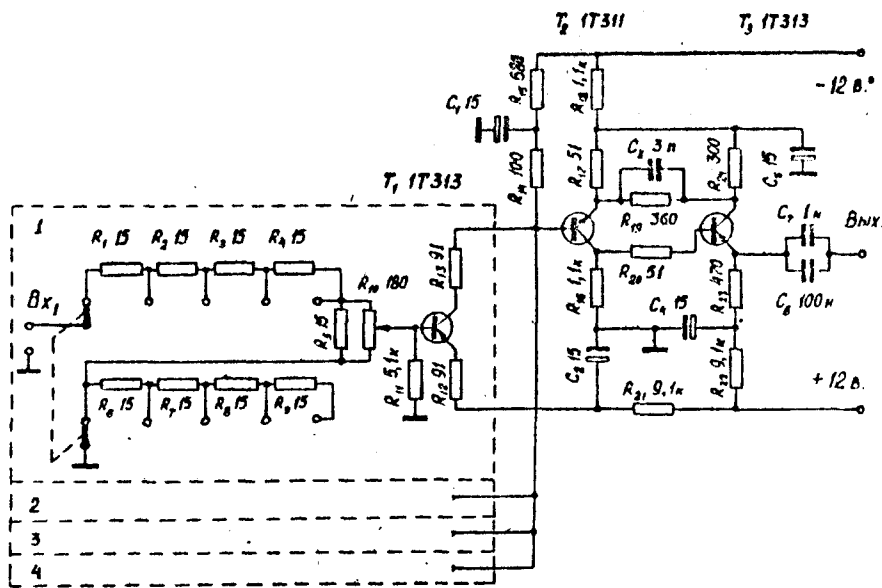 T₂ 1T311
T₃ 1T313
R₁₅ 680
R₁₈ 1,1к
- 12 в.
C₁ 15
R₁₄ 100
R₁₇ 51
C₃ 3 п
R₂₄ 300
C₅ 15
T₁ 1T313
R₁₉ 360
C₇ 1н
Вых.
1
R₁ 15
R₂ 15
R₃ 15
R₄ 15
R₁₃ 91
R₂₀ 51
R₁₀ 180
R₁₆ 1,1к
C₄ 15
R₂₃ 470
C₆ 100н
Вх₁
R₅ 15
R₁₁ 5,1к
R₁₂ 91
C₂ 15
R₂₂ 9,1к
R₂₁ 9,1к
+ 12 в.
R₆ 15
R₇ 15
R₈ 15
R₉ 15
2
3
4